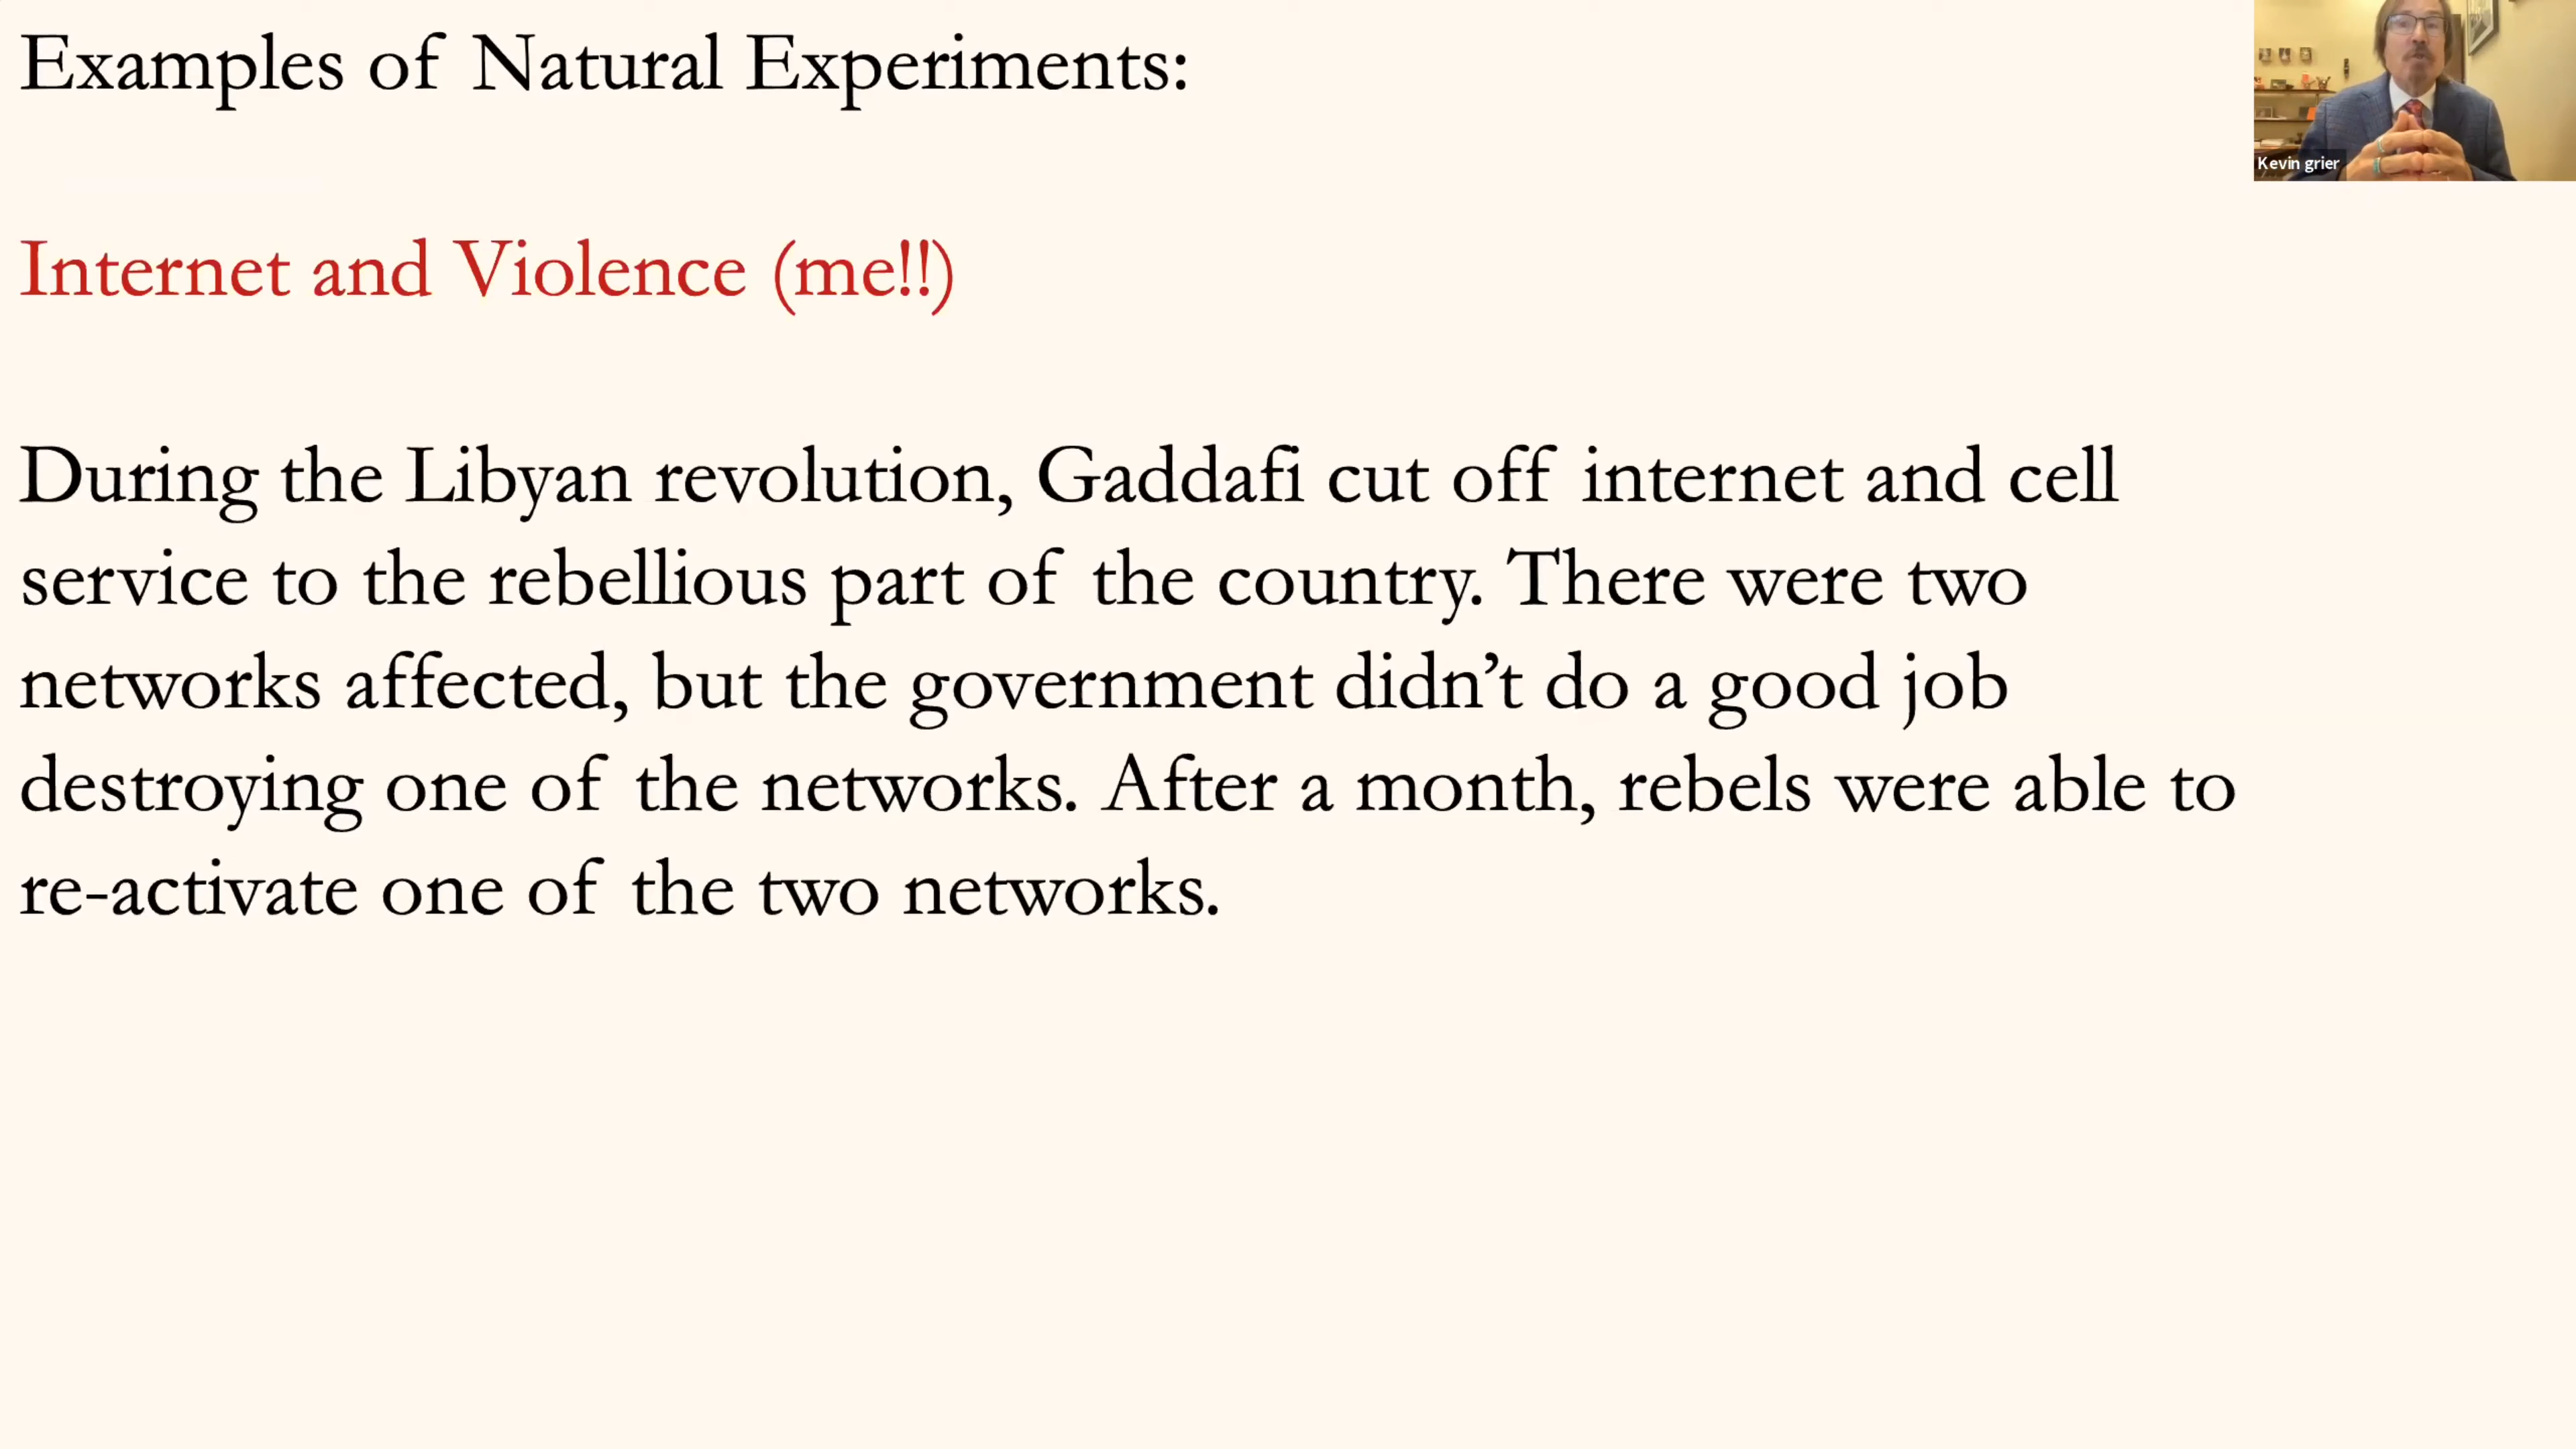 Examples of Natural Experiments:
Kevin grier
Internet and Violence (me!!)
During the Libyan revolution, Gaddafi cut off internet and cell
service to the rebellious part of the country. There were two
networks affected, but the government didn’t do a good job
destroying one of the networks. After a month, rebels were able to
re-activate one of the two networks.